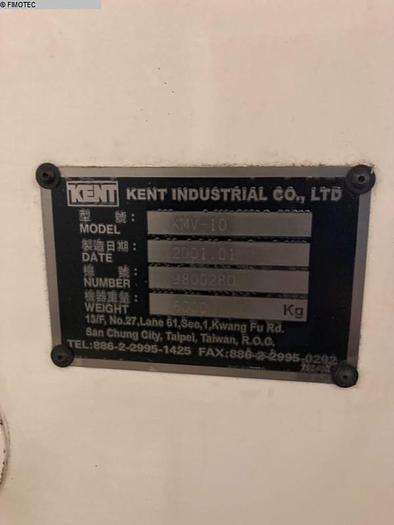 © FIMOTEC
KENT KENT INDUSTRIAL CO., LTD
型號:
MODEL KMV-10
製造日期:
DATE 2001.01
機號:
NUMBER
機器重量:
WEIGHT Kg
15/F, No.27,Lane 61,Sec,1,Kwang Fu Rd.
San Chung City, Taipei, Taiwan, R.O.C.
TEL:886-2-2995-1425 FAX:886-2-2995-0292